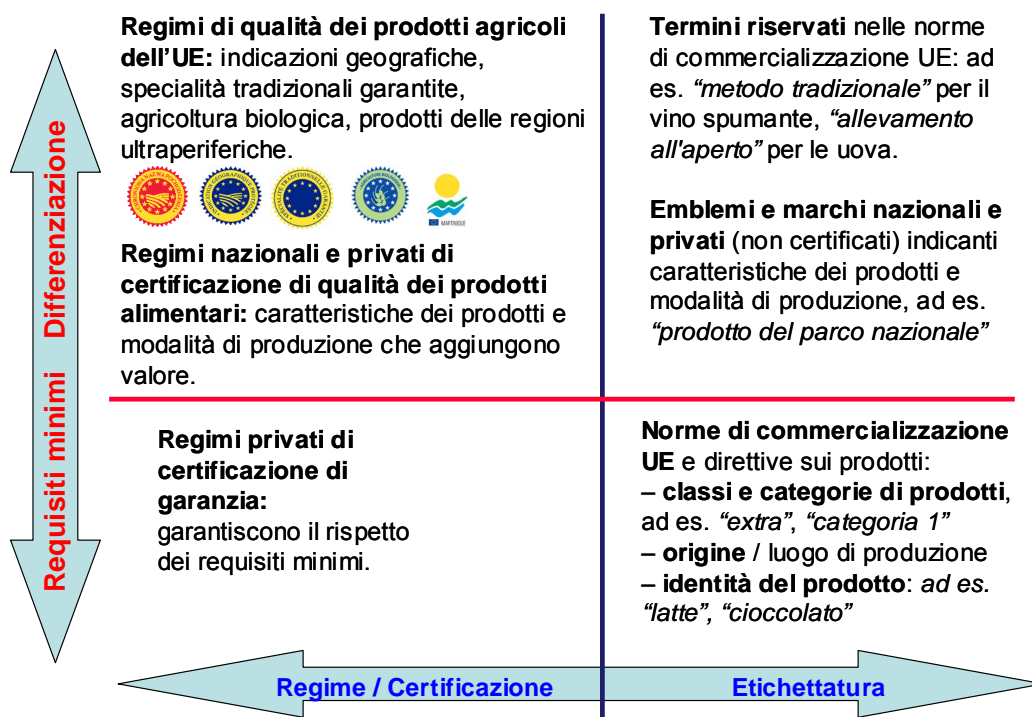 Regimi di qualità dei prodotti agricoli
dell'UE: indicazioni geografiche,
specialità tradizionali garantite,
agricoltura biologica, prodotti delle regioni
ultraperiferiche.
MARTINIQUE
Regimi nazionali e privati di
certificazione di qualità dei prodotti
alimentari: caratteristiche dei prodotti e
modalità di produzione che aggiungono
valore.
Termini riservati nelle norme
di commercializzazione UE: ad
es. “metodo tradizionale” per il
vino spumante, “allevamento
all'aperto” per le uova.
Emblemi e marchi nazionali e
privati (non certificati) indicanti
caratteristiche dei prodotti e
modalità di produzione, ad es.
“prodotto del parco nazionale”
Regimi privati di
certificazione di
garanzia:
garantiscono il rispetto
dei requisiti minimi.
Norme di commercializzazione
UE e direttive sui prodotti:
– classi e categorie di prodotti,
ad es. “extra”, “categoria 1”
– origine / luogo di produzione
– identità del prodotto: ad es.
“latte”, “cioccolato”
Requisiti minimi Differenziazione
Regime / Certificazione
Etichettatura